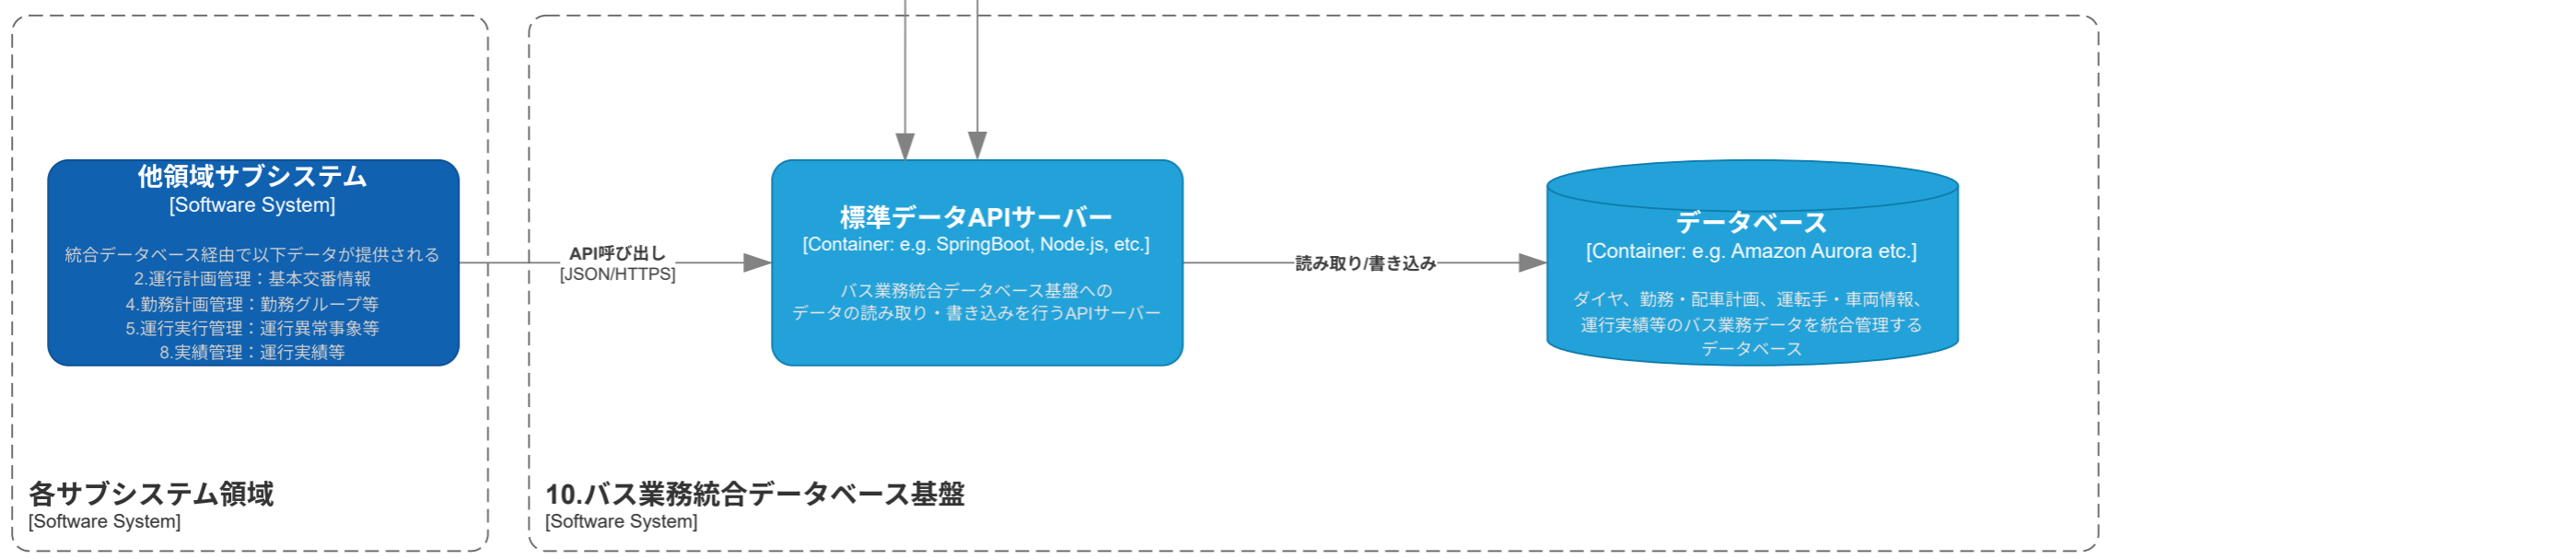 他領域サブシステム
[Software System]
統合データベース経由で以下データが提供される
2.運行計画管理：基本交番情報
4.勤務計画管理：勤務グループ等
5.運行実行管理：運行異常事象等
8.実績管理：運行実績等
各サブシステム領域
[Software System]
API呼び出し
[JSON/HTTPS]
標準データAPIサーバー
[Container: e.g. SpringBoot, Node.js, etc.]
バス業務統合データベース基盤への
データの読み取り・書き込みを行うAPIサーバー
読み取り/書き込み
データベース
[Container: e.g. Amazon Aurora etc.]
ダイヤ、勤務・配車計画、運転手・車両情報、
運行実績等のバス業務データを統合管理する
データベース
10.バス業務統合データベース基盤
[Software System]